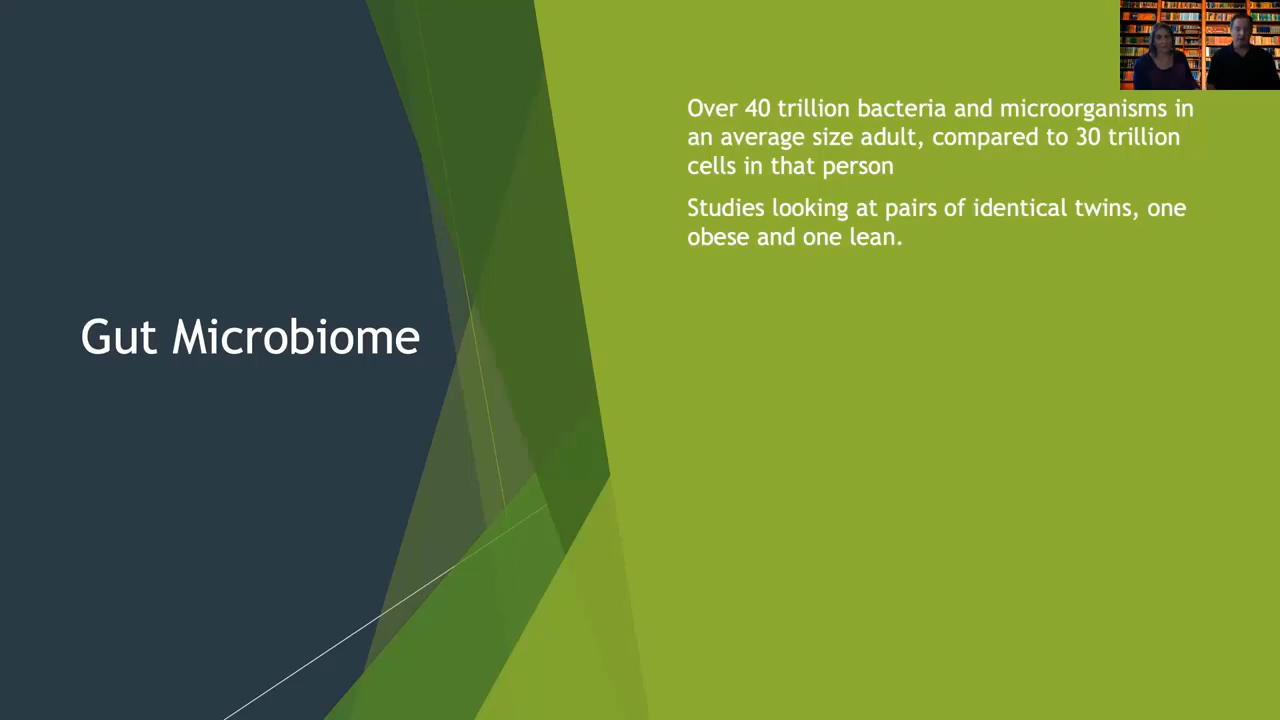 Gut Microbiome
Over 40 trillion bacteria and microorganisms in
an average size adult, compared to 30 trillion
cells in that person
Studies looking at pairs of identical twins, one
obese and one lean.